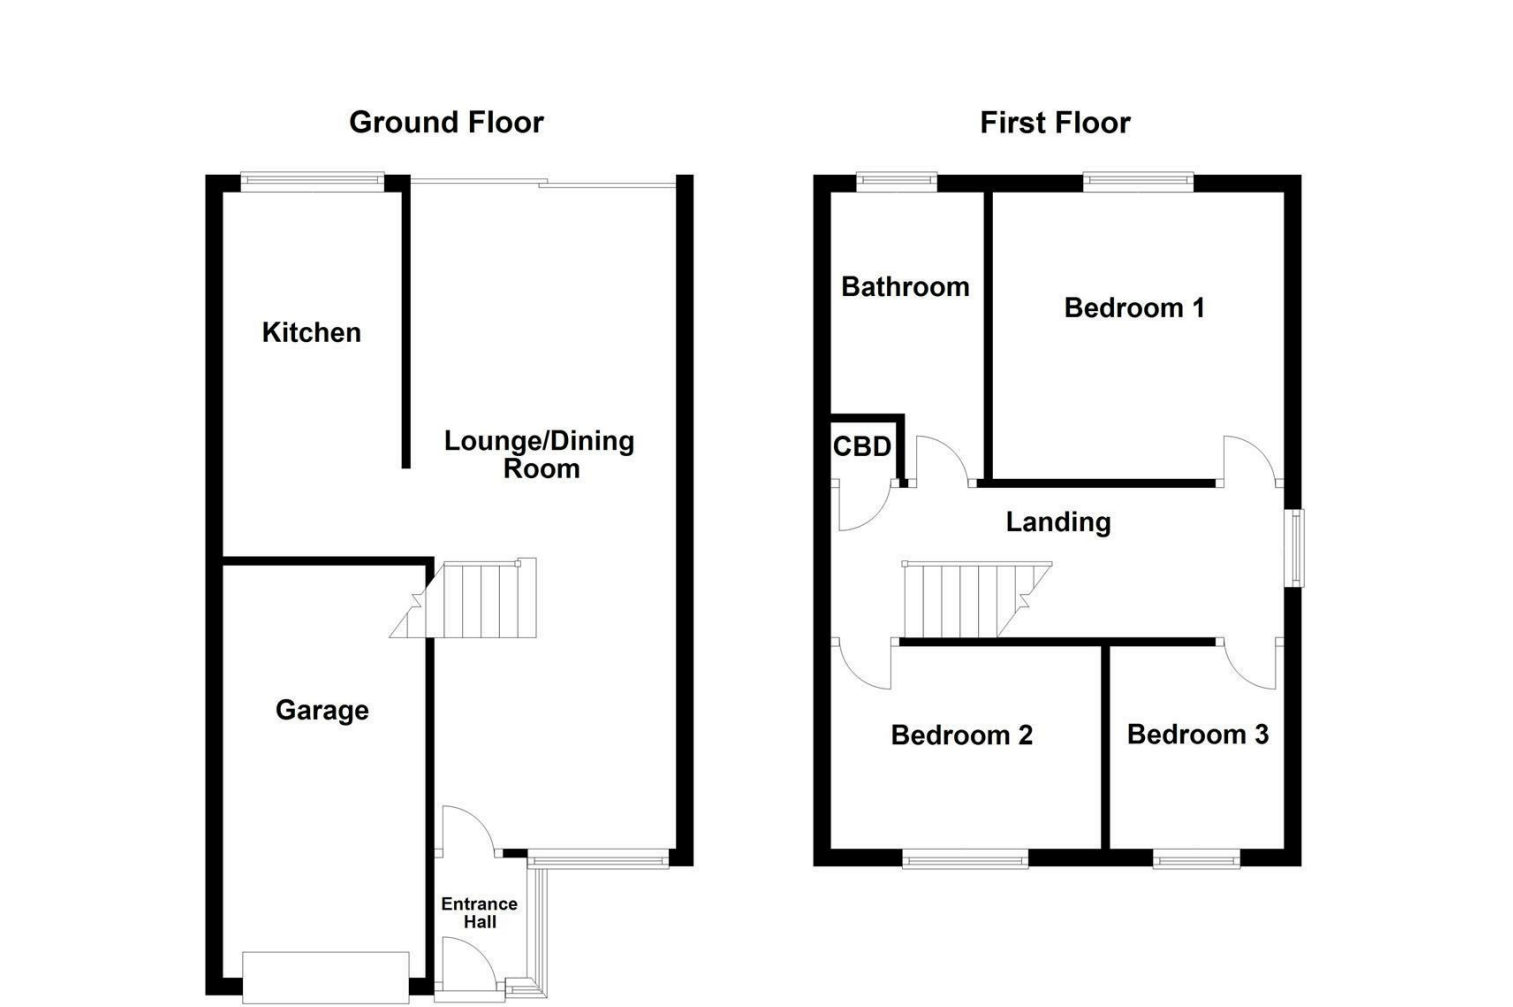 Ground Floor
Kitchen
Lounge/Dining
Room
Garage
Entrance
Hall
First Floor
Bathroom
Bedroom 1
CBD
Landing
Bedroom 2
Bedroom 3